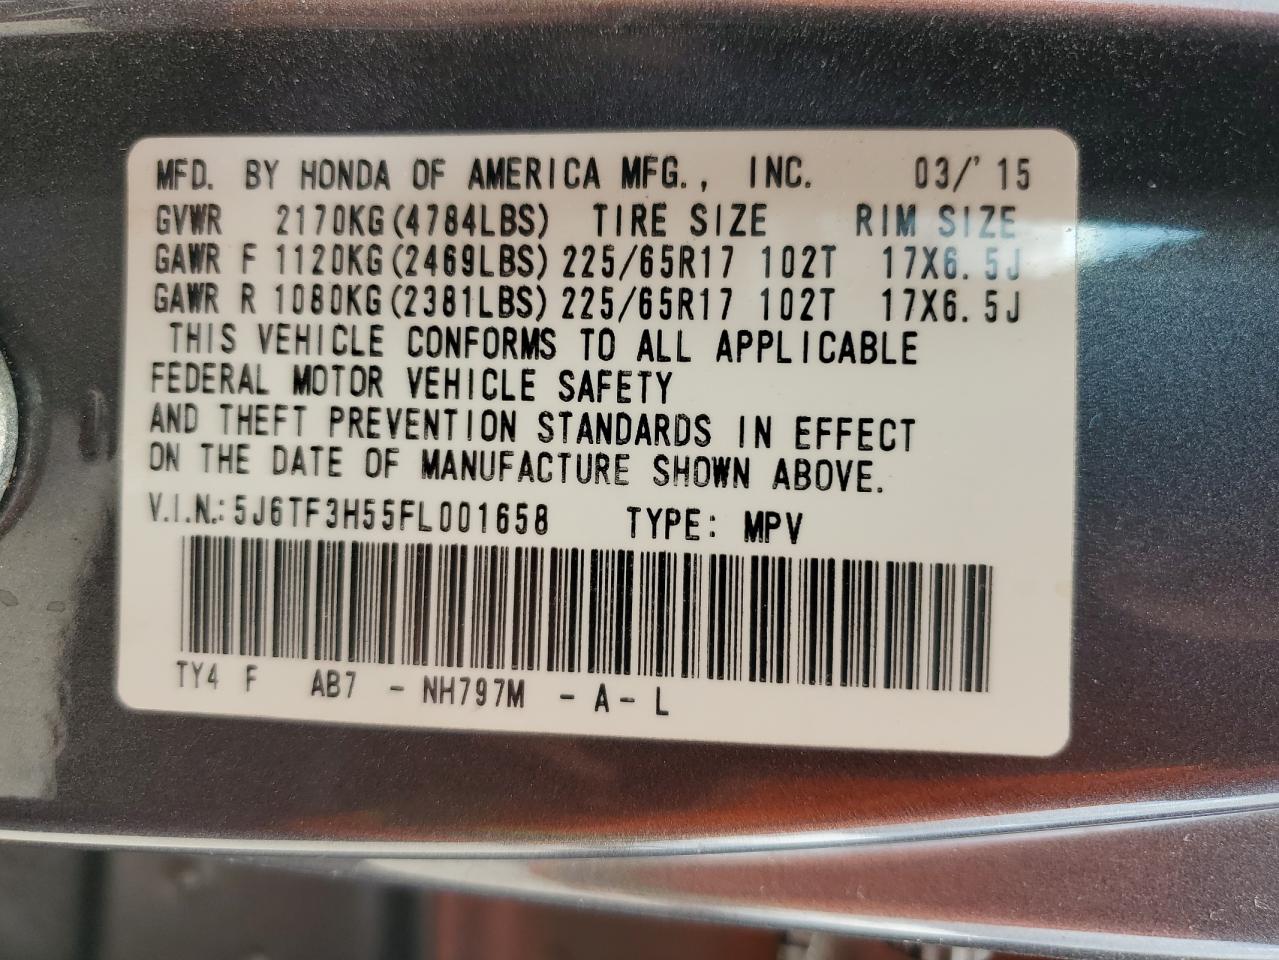 MFD. BY HONDA OF AMERICA MFG., INC. 03/'15
GVWR 2170KG(4784LBS) TIRE SIZE RIM SIZE
GAWR F 1120KG(2469LBS) 225/65R17 102T 17X6.5J
GAWR R 1080KG(2381LBS) 225/65R17 102T 17X6.5J
THIS VEHICLE CONFORMS TO ALL APPLICABLE
FEDERAL MOTOR VEHICLE SAFETY
AND THEFT PREVENTION STANDARDS IN EFFECT
ON THE DATE OF MANUFACTURE SHOWN ABOVE.
V.I.N.: 5J6TF3H55FL001658 TYPE: MPV
TY4 F AB7 - NH797M - A - L